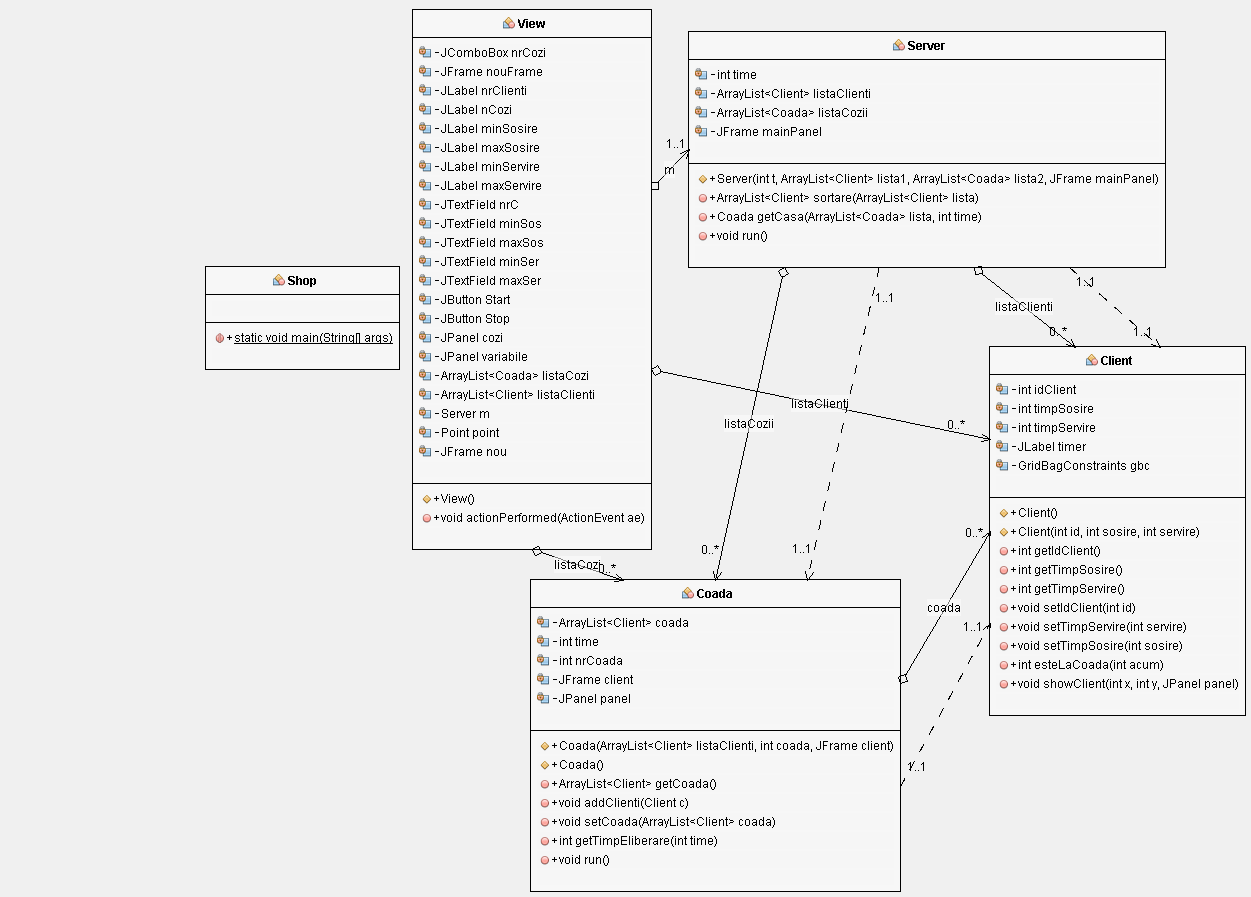 View
-JComboBox nrCozi
-JFrame nouFrame
-JLabel nrClienti
-JLabel nCozi
-JLabel minSosire
-JLabel maxSosire
-JLabel minServire
-JLabel maxServire
-JTextField nrC
-JTextField minSos
-JTextField maxSos
-JTextField minSer
-JTextField maxSer
-JButton Start
-JButton Stop
-JPanel cozi
-JPanel variabile
-ArrayList<Coada> listaCozi
-ArrayList<Client> listaClienti
-Server m
-Point point
-JFrame nou
+View()
+void actionPerformed(ActionEvent ae)
Server
-int time
-ArrayList<Client> listaClienti
-ArrayList<Coada> listaCozii
-JFrame mainPanel
+Server(int t, ArrayList<Client> lista1, ArrayList<Coada> lista2, JFrame mainPanel)
+ArrayList<Client> sortare(ArrayList<Client> lista)
+Coada getCasa(ArrayList<Coada> lista, int time)
+void run()
1..1
m
Shop
+static void main(String[] args)
1..1
1..1
listaClienti
0..*
1..1
listaClienti
0..*
listaCozii
0..*
1..1
listaCozi
0..*
Client
-int idClient
-int timpSosire
-int timpServire
-JLabel timer
-GridBagConstraints gbc
+Client()
+Client(int id, int sosire, int servire)
+int getIdClient()
+int getTimpSosire()
+int getTimpServire()
+void setIdClient(int id)
+void setTimpServire(int servire)
+void setTimpSosire(int sosire)
+int esteLaCoada(int acum)
+void showClient(int x, int y, JPanel panel)
0..*
coada
1..1
1..1
Coada
-ArrayList<Client> coada
-int time
-int nrCoada
-JFrame client
-JPanel panel
+Coada(ArrayList<Client> listaClienti, int coada, JFrame client)
+Coada()
+ArrayList<Client> getCoada()
+void addClienti(Client c)
+void setCoada(ArrayList<Client> coada)
+int getTimpEliberare(int time)
+void run()